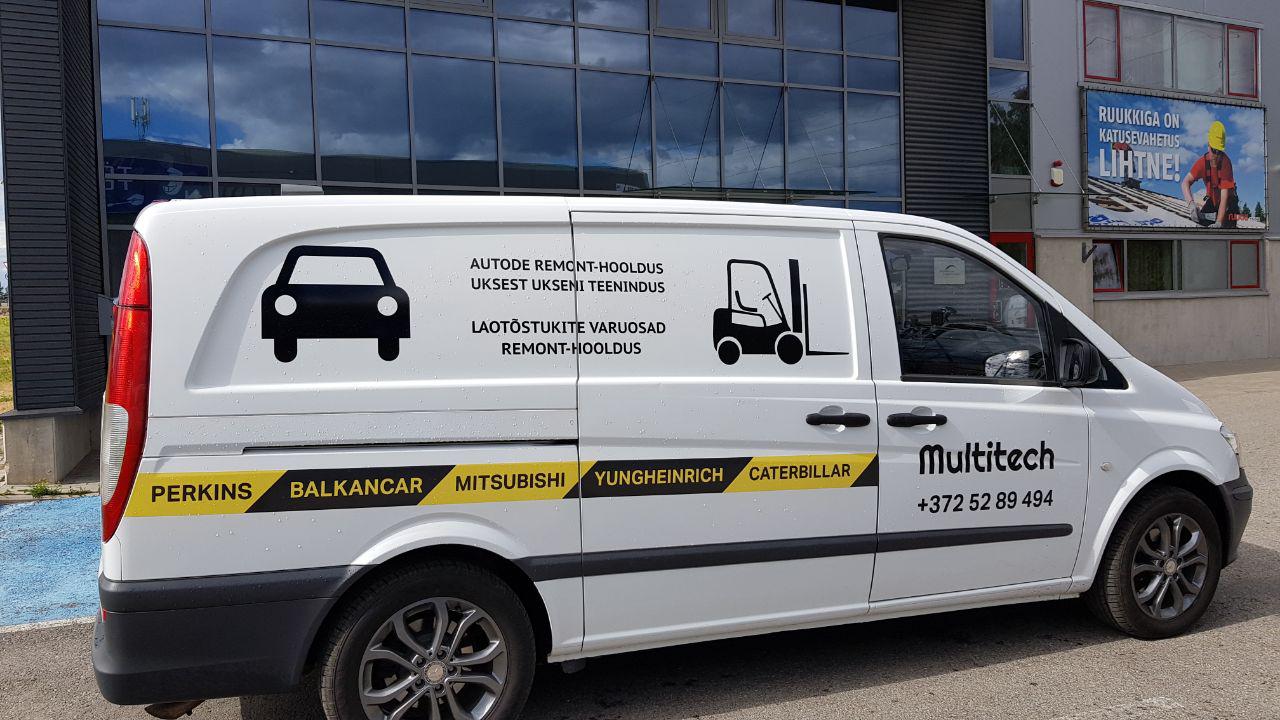 RUUKKIGA ON
KATUSEVAHETUS
LIHTNE!
AUTODE REMONT-HOOLDUS
UKSEST UKSENI TEENINDUS
LAOTÕSTUKITE VARUOSAD
REMONT-HOOLDUS
PERKINS BALKANCAR MITSUBISHI YUNGHEINRICH CATERBILLAR
Multitech
+372 52 89 494